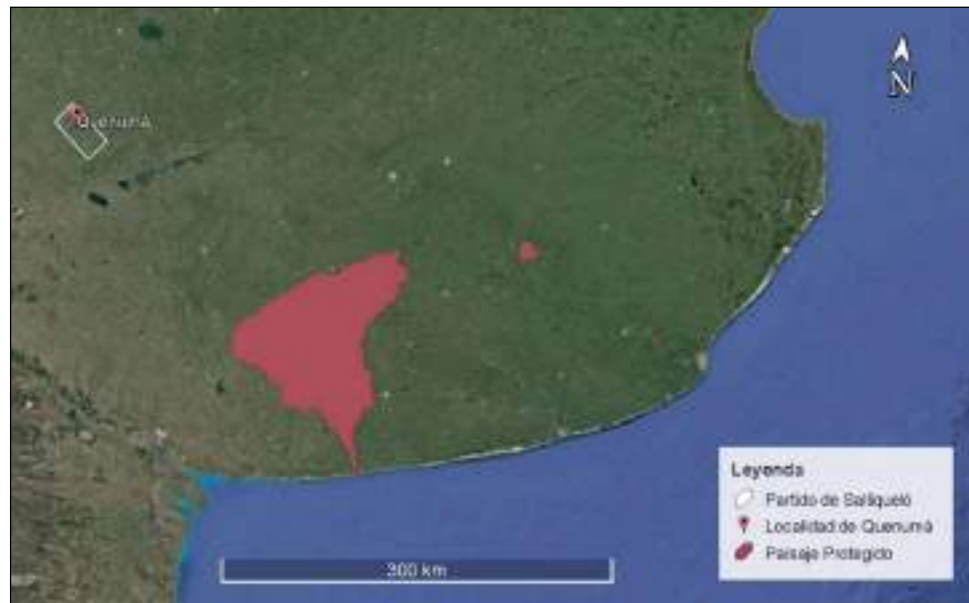 N
Quenumá
Leyenda
Partido de Salliqueló
Localidad de Quenumá
Paisaje Protegido
300 km